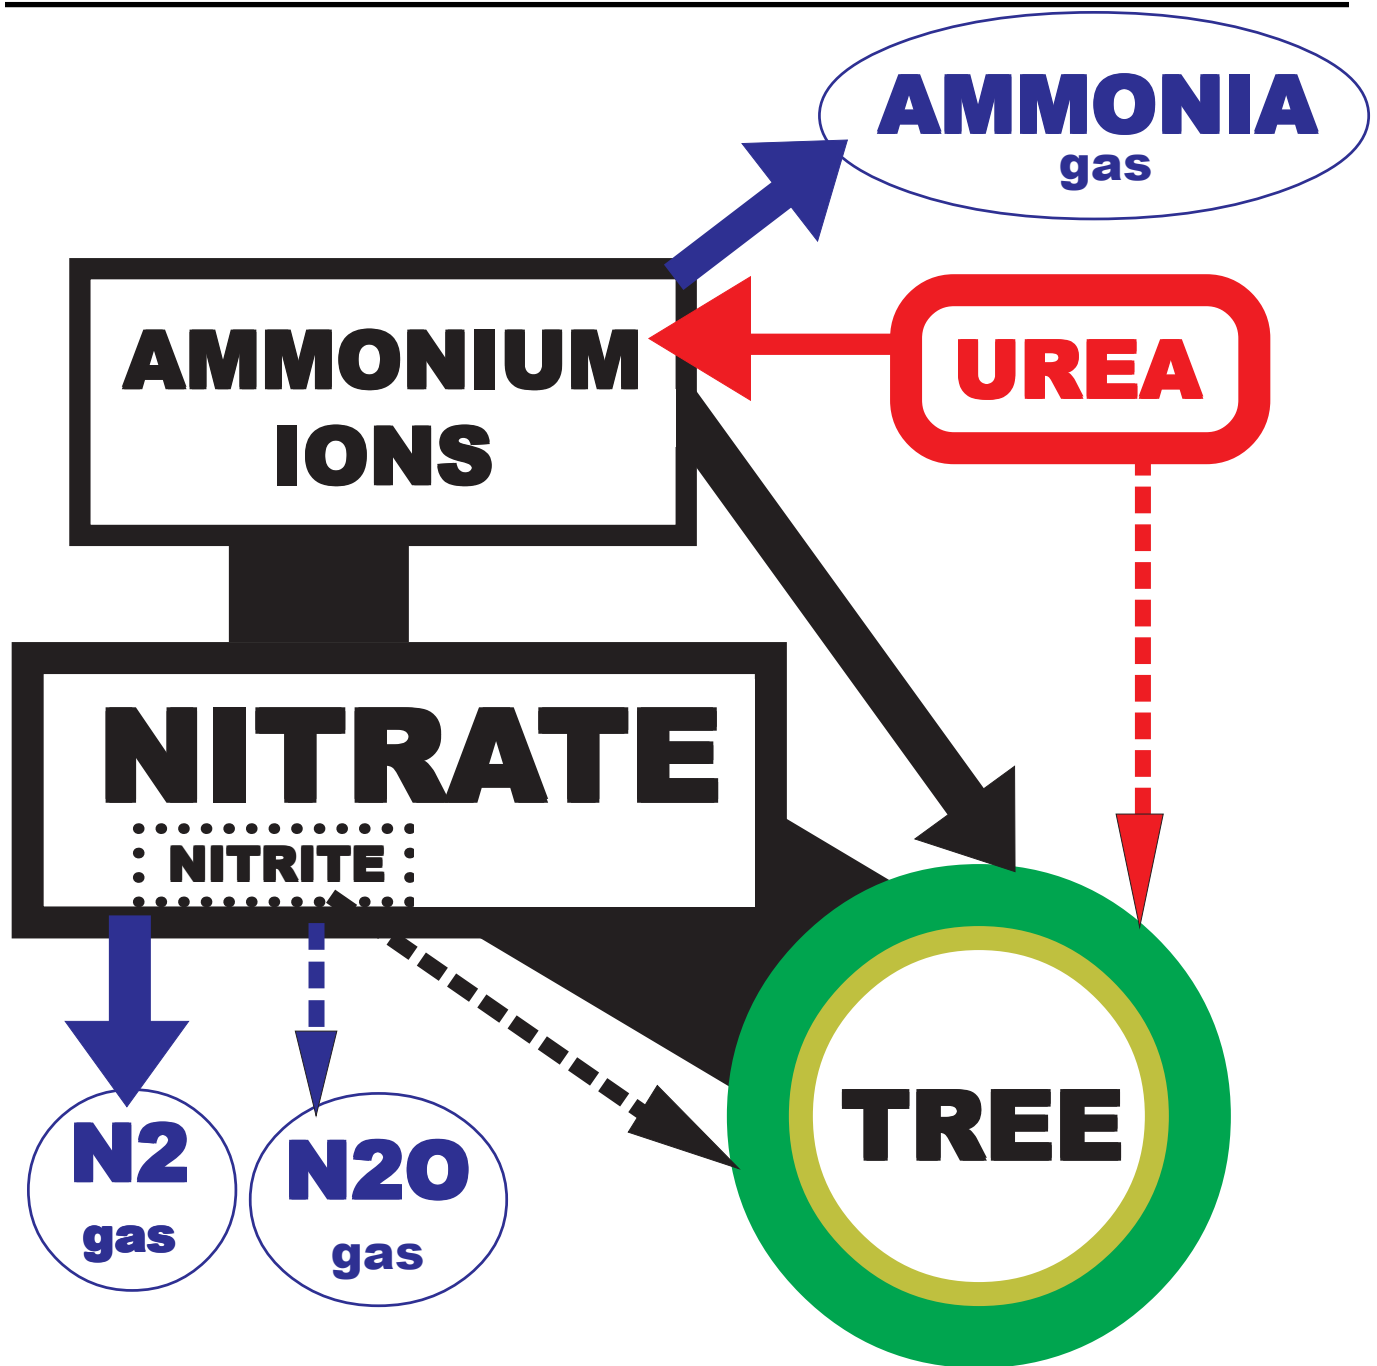 AMMONIA
gas
AMMONIUM
IONS
UREA
NITRATE
NITRITE
TREE
N2
gas
N2O
gas